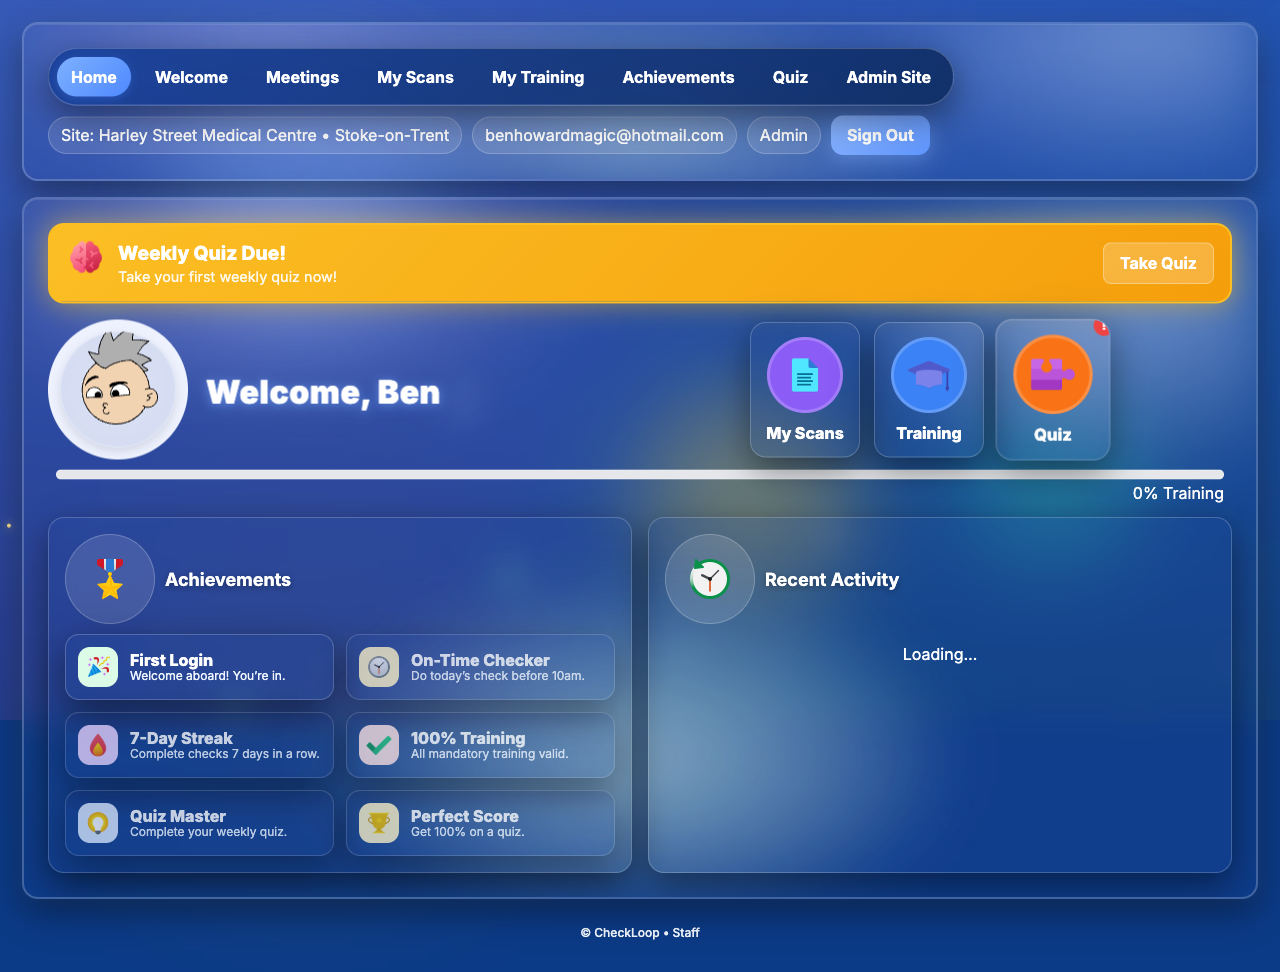 Home Welcome Meetings My Scans My Training Achievements Quiz Admin Site
Site: Harley Street Medical Centre • Stoke-on-Trent benhowardmagic@hotmail.com Admin Sign Out
Weekly Quiz Due!
Take your first weekly quiz now!
Take Quiz
Welcome, Ben
My Scans Training Quiz
0% Training
Achievements
First Login
Welcome aboard! You’re in.
On-Time Checker
Do today’s check before 10am.
7-Day Streak
Complete checks 7 days in a row.
100% Training
All mandatory training valid.
Quiz Master
Complete your weekly quiz.
Perfect Score
Get 100% on a quiz.
Recent Activity
Loading...
© CheckLoop • Staff